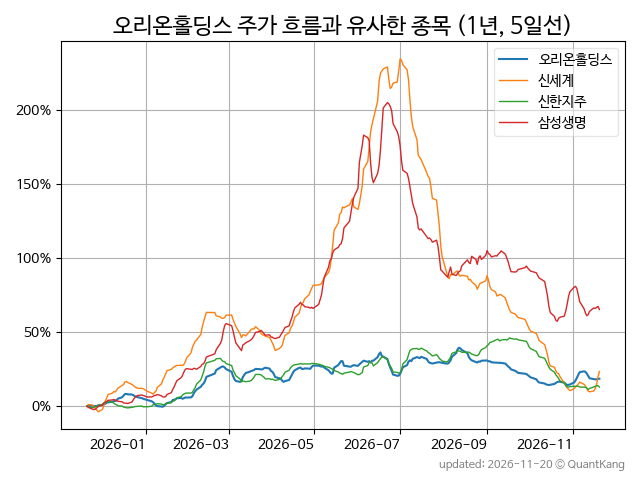 오리온홀딩스 주가 흐름과 유사한 종목 (1년, 5일선)
오리온홀딩스
신세계
신한지주
삼성생명
200%
150%
100%
50%
0%
2026-01 2026-03 2026-05 2026-07 2026-09 2026-11
updated: 2026-11-20 © QuantKang